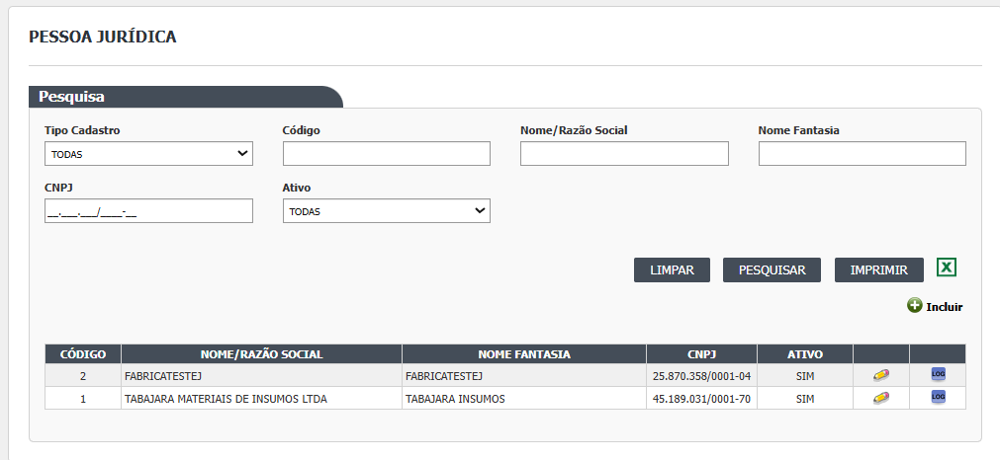 PESSOA JURÍDICA
Pesquisa
Tipo Cadastro Código Nome/Razão Social Nome Fantasia
TODAS
CNPJ Ativo
__.___.___/____-__ TODAS
LIMPAR PESQUISAR IMPRIMIR X
Incluir
CÓDIGO NOME/RAZÃO SOCIAL NOME FANTASIA CNPJ ATIVO
2 FABRICATESTEJ FABRICATESTEJ 25.870.358/0001-04 SIM LOG
1 TABAJARA MATERIAIS DE INSUMOS LTDA TABAJARA INSUMOS 45.189.031/0001-70 SIM LOG